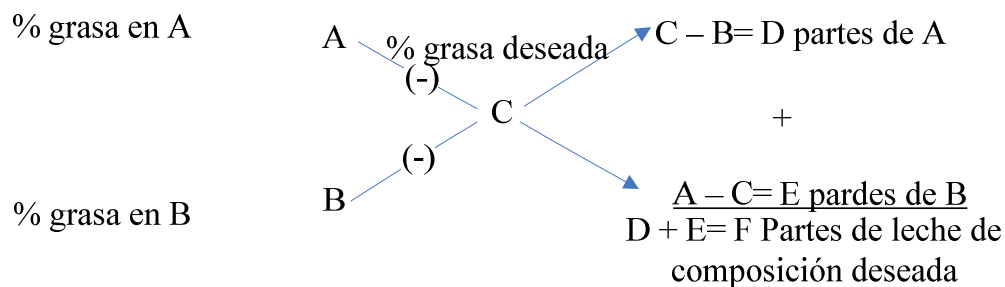 % grasa en A
A
% grasa deseada
C – B= D partes de A
(-)
C
+
(-)
% grasa en B
B
A – C= E pardes de B
D + E= F Partes de leche de
composición deseada